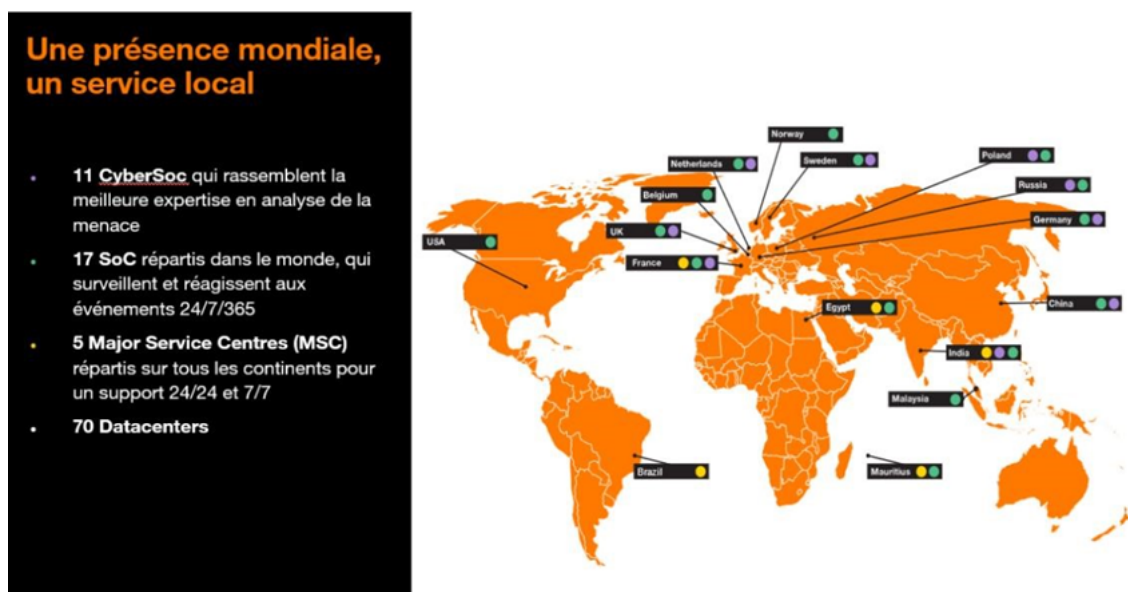 Une présence mondiale,
un service local
11 CyberSoc qui rassemblent la
meilleure expertise en analyse de la
menace
17 SoC répartis dans le monde, qui
surveillent et réagissent aux
événements 24/7/365
5 Major Service Centres (MSC)
répartis sur tous les continents pour
un support 24/24 et 7/7
70 Datacenters
Norway
Netherlands
Sweden
Poland
Belgium
Russia
UK
Germany
USA
France
Egypt
China
India
Malaysia
Brazil
Mauritius